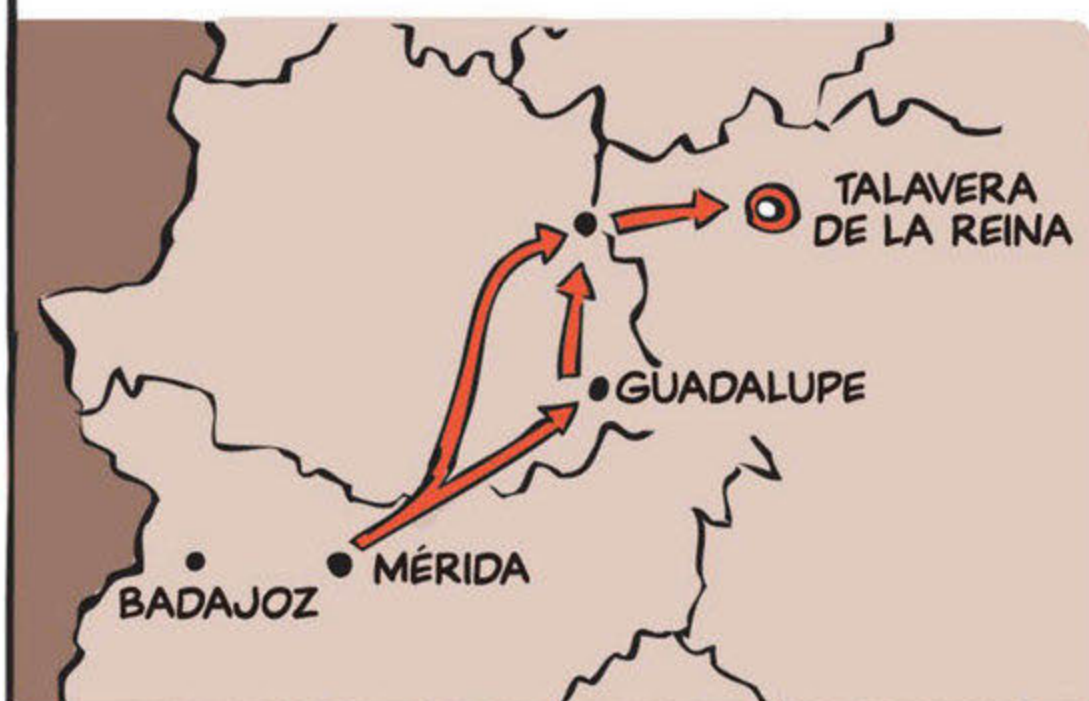 TALAVERA
DE LA REINA
GUADALUPE
MÉRIDA
BADAJOZ